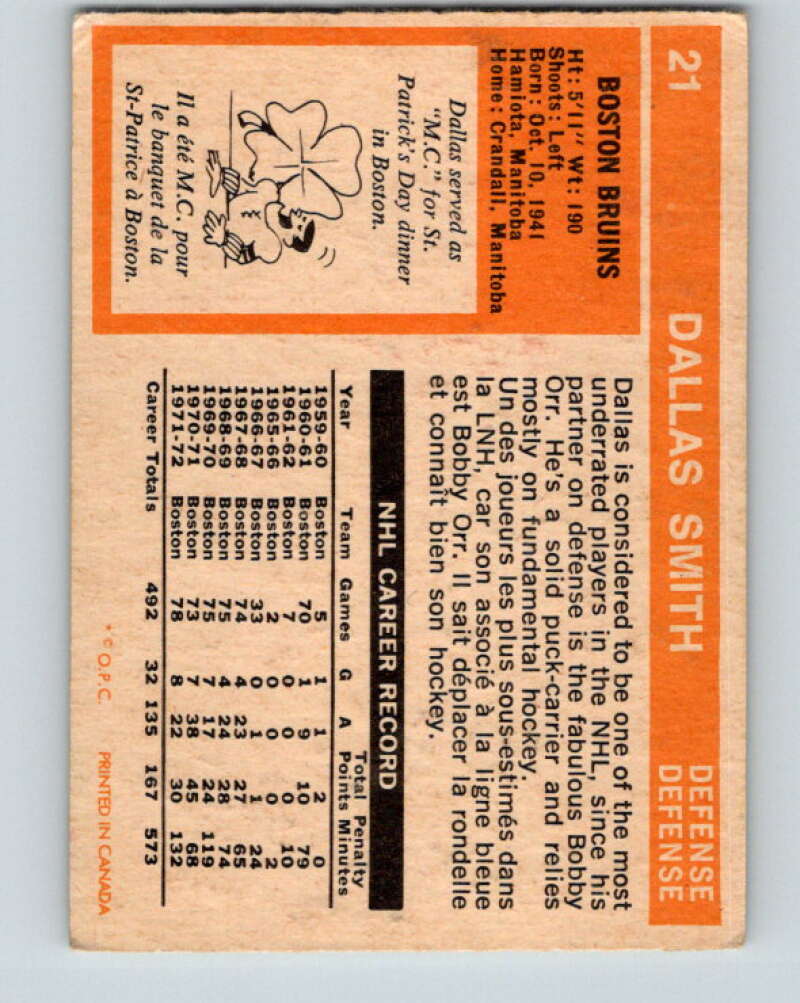 21 DALLAS SMITH DEFENSE
DEFENSE
BOSTON BRUINS
Ht: 5'11" Wt: 190
Shoots: Left
Born: Oct. 10, 1941
Hamiota, Manitoba
Home: Crandall, Manitoba
Dallas served as
"M.C." for St.
Patrick's Day dinner
in Boston.
Il a été M.C. pour
le banquet de la
St-Patrice à Boston.
Dallas is considered to be one of the most
underrated players in the NHL, since his
partner on defense is the fabulous Bobby
Orr. He's a solid puck-carrier and relies
mostly on fundamental hockey.
Un des joueurs les plus sous-estimés dans
la LNH, car son associé à la ligne bleue
est Bobby Orr. Il sait déplacer la rondelle
et connaît bien son hockey.
NHL CAREER RECORD
Total Penalty
Year Team Games G A Points Minutes
1959-60 Boston 5 1 1 2 0
1960-61 Boston 70 1 9 10 79
1961-62 Boston 7 0 0 0 10
1965-66 Boston 2 0 0 0 2
1966-67 Boston 33 0 1 1 24
1967-68 Boston 74 4 23 27 65
1968-69 Boston 75 4 24 28 74
1969-70 Boston 75 7 17 24 119
1970-71 Boston 73 7 38 45 68
1971-72 Boston 78 8 22 30 132
Career Totals 492 32 135 167 573
* © O.P.C. PRINTED IN CANADA